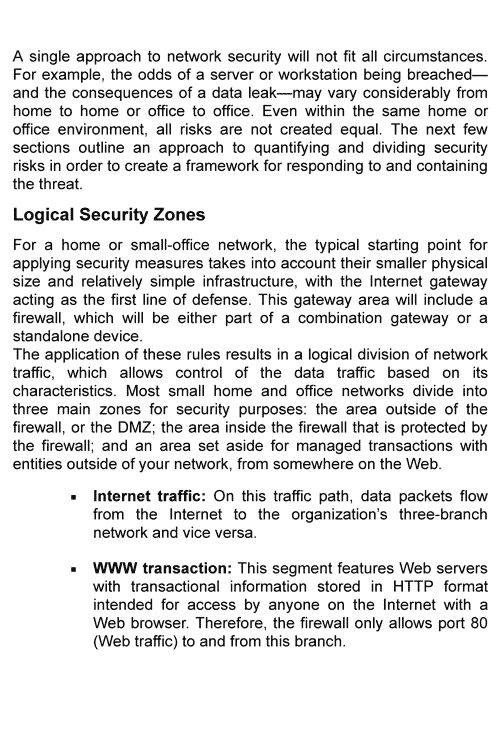 A single approach to network security will not fit all circumstances.
For example, the odds of a server or workstation being breached—
and the consequences of a data leak—may vary considerably from
home to home or office to office. Even within the same home or
office environment, all risks are not created equal. The next few
sections outline an approach to quantifying and dividing security
risks in order to create a framework for responding to and containing
the threat.
Logical Security Zones
For a home or small-office network, the typical starting point for
applying security measures takes into account their smaller physical
size and relatively simple infrastructure, with the Internet gateway
acting as the first line of defense. This gateway area will include a
firewall, which will be either part of a combination gateway or a
standalone device.
The application of these rules results in a logical division of network
traffic, which allows control of the data traffic based on its
characteristics. Most small home and office networks divide into
three main zones for security purposes: the area outside of the
firewall, or the DMZ; the area inside the firewall that is protected by
the firewall; and an area set aside for managed transactions with
entities outside of your network, from somewhere on the Web.
▪ Internet traffic: On this traffic path, data packets flow
from the Internet to the organization's three-branch
network and vice versa.
▪ WWW transaction: This segment features Web servers
with transactional information stored in HTTP format
intended for access by anyone on the Internet with a
Web browser. Therefore, the firewall only allows port 80
(Web traffic) to and from this branch.